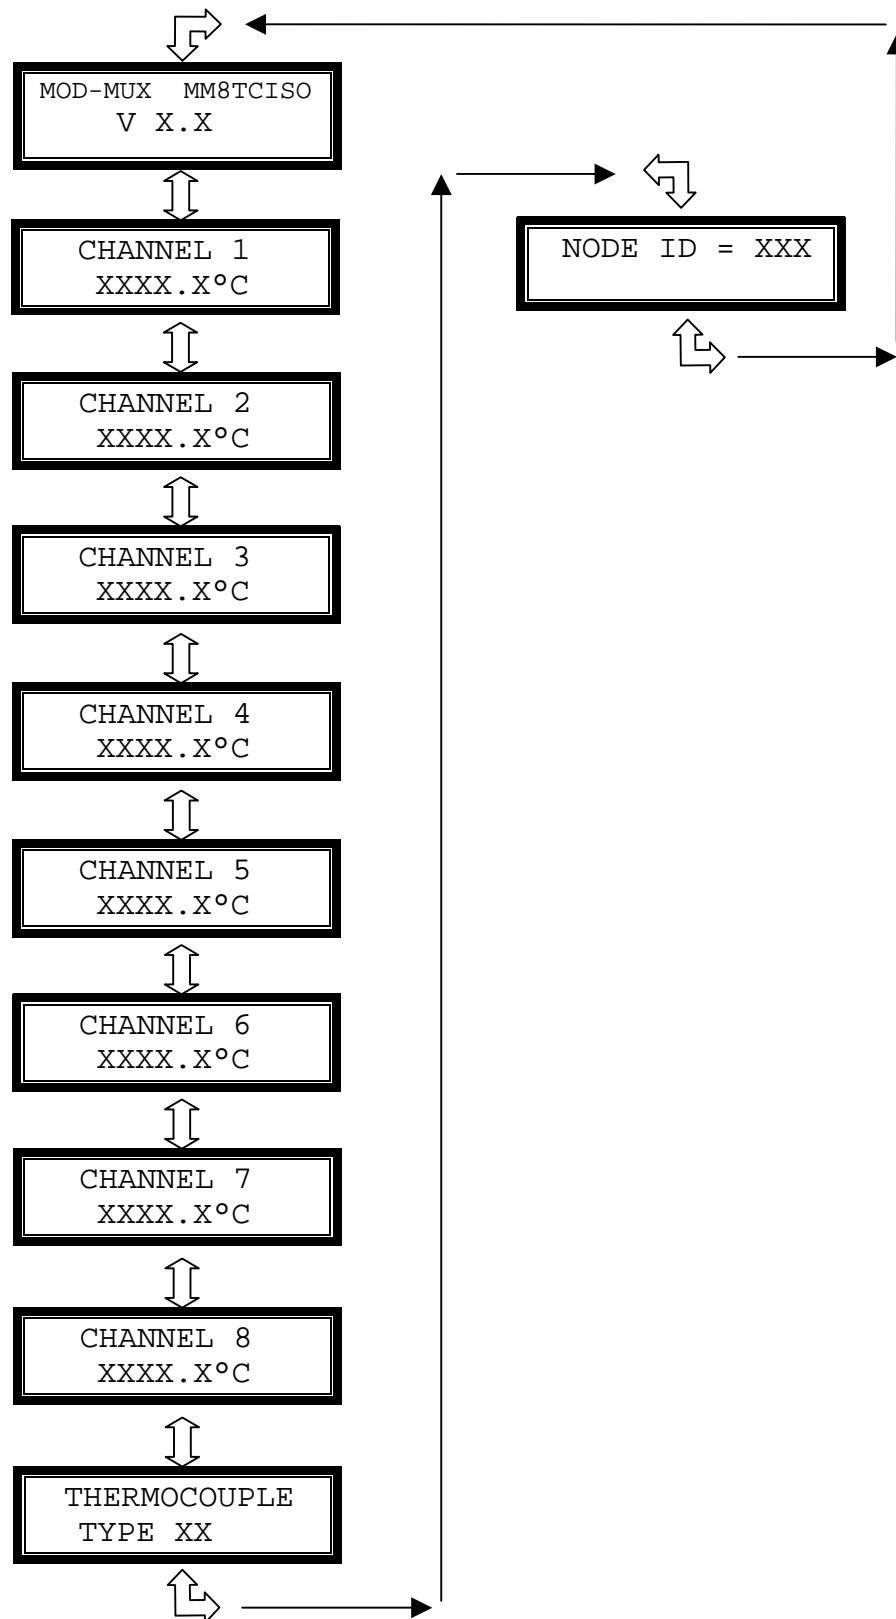 MOD-MUX MM8TCISO
V X.X
CHANNEL 1
XXXX.X°C
CHANNEL 2
XXXX.X°C
CHANNEL 3
XXXX.X°C
CHANNEL 4
XXXX.X°C
CHANNEL 5
XXXX.X°C
CHANNEL 6
XXXX.X°C
CHANNEL 7
XXXX.X°C
CHANNEL 8
XXXX.X°C
THERMOCOUPLE
TYPE XX
NODE ID = XXX